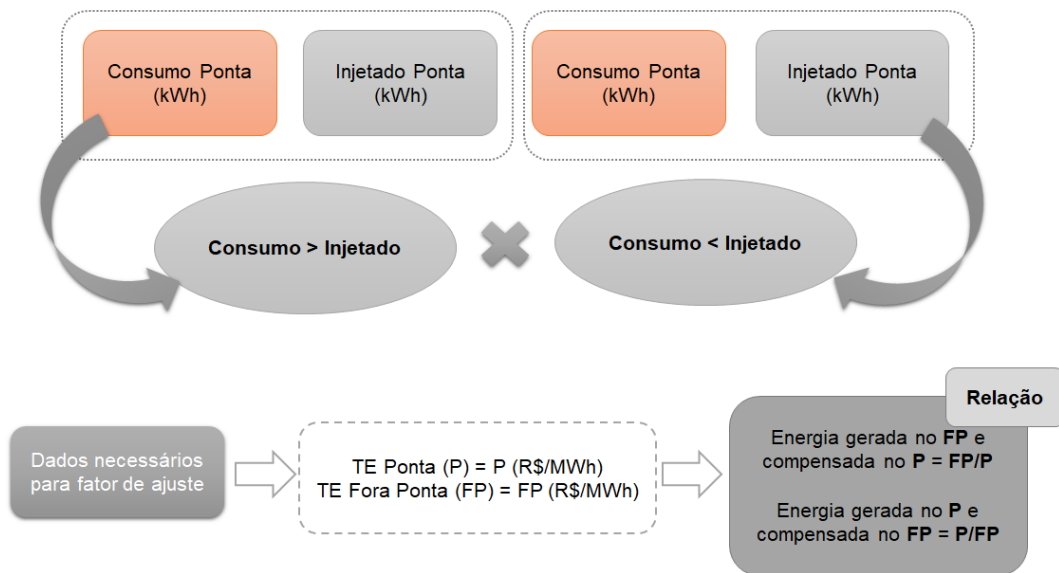 Consumo Ponta
(kWh)
Injetado Ponta
(kWh)
Consumo Ponta
(kWh)
Injetado Ponta
(kWh)
Consumo > Injetado
Consumo < Injetado
Dados necessários
para fator de ajuste
TE Ponta (P) = P (R$/MWh)
TE Fora Ponta (FP) = FP (R$/MWh)
Relação
Energia gerada no FP e
compensada no P = FP/P
Energia gerada no P e
compensada no FP = P/FP